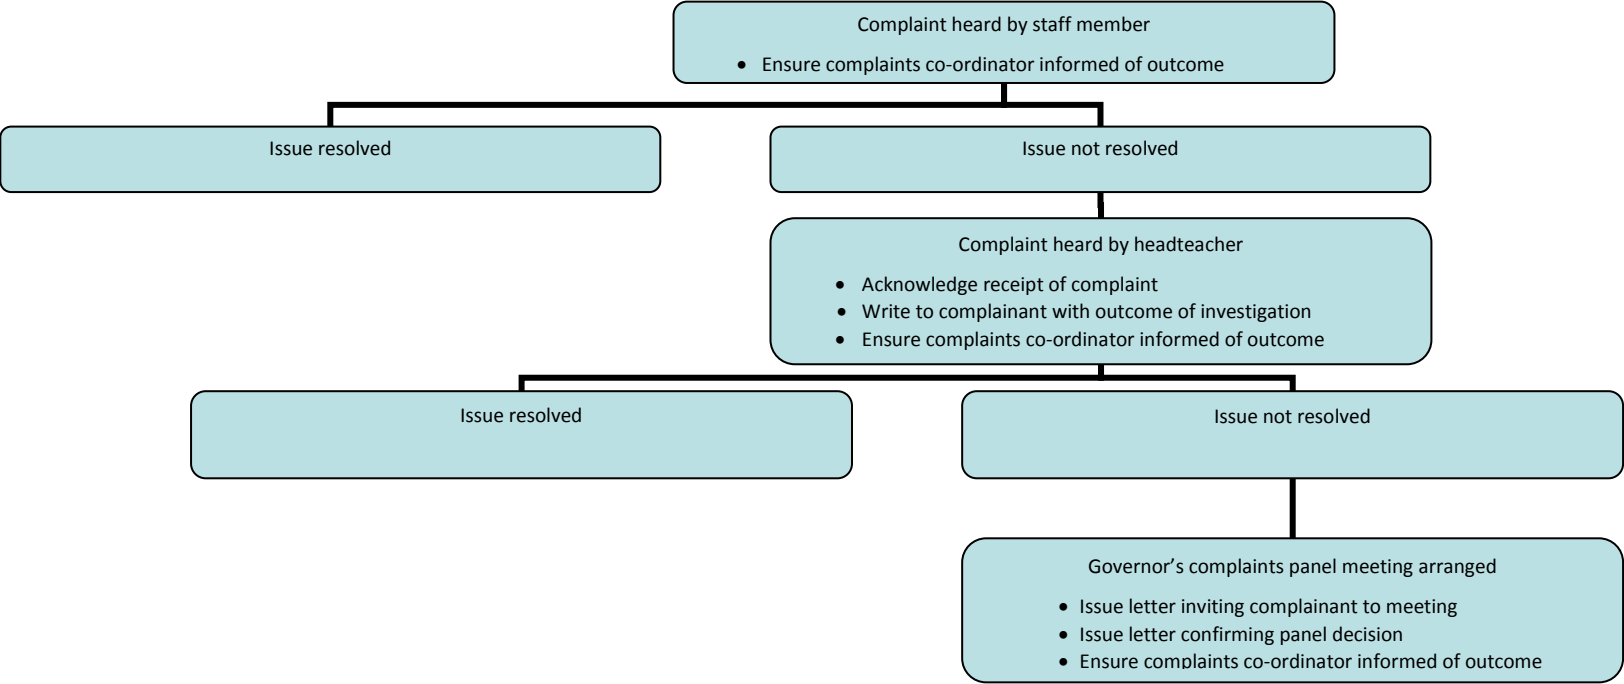 Complaint heard by staff member
• Ensure complaints co-ordinator informed of outcome
Issue resolved
Issue not resolved
Complaint heard by headteacher
• Acknowledge receipt of complaint
• Write to complainant with outcome of investigation
• Ensure complaints co-ordinator informed of outcome
Issue resolved
Issue not resolved
Governor’s complaints panel meeting arranged
• Issue letter inviting complainant to meeting
• Issue letter confirming panel decision
• Ensure complaints co-ordinator informed of outcome